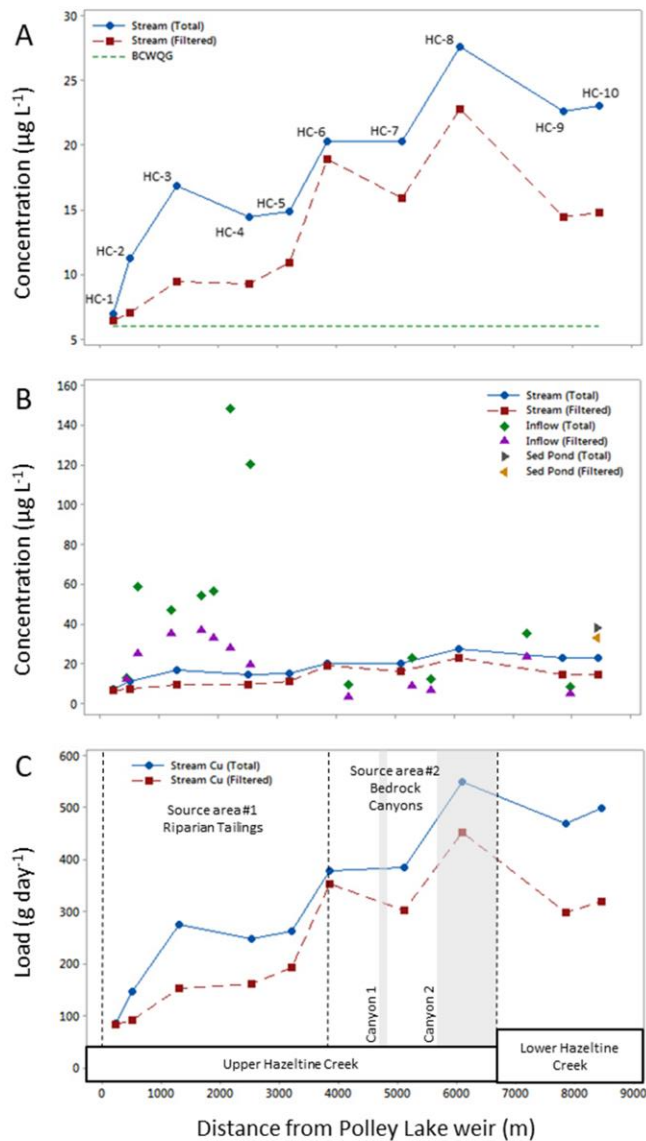 A
Stream (Total)
Stream (Filtered)
BCWQG
Concentration (µg L⁻¹)
30
25
20
15
10
5
HC-1
HC-2
HC-3
HC-4
HC-5
HC-6
HC-7
HC-8
HC-9
HC-10
B
Stream (Total)
Stream (Filtered)
Inflow (Total)
Inflow (Filtered)
Sed Pond (Total)
Sed Pond (Filtered)
Concentration (µg L⁻¹)
160
140
120
100
80
60
40
20
0
C
Stream Cu (Total)
Stream Cu (Filtered)
Source area #1
Riparian Tailings
Source area #2
Bedrock
Canyons
Load (g day⁻¹)
600
500
400
300
200
100
0
Canyon 1
Canyon 2
Upper Hazeltine Creek
Lower Hazeltine
Creek
0 1000 2000 3000 4000 5000 6000 7000 8000 9000
Distance from Polley Lake weir (m)